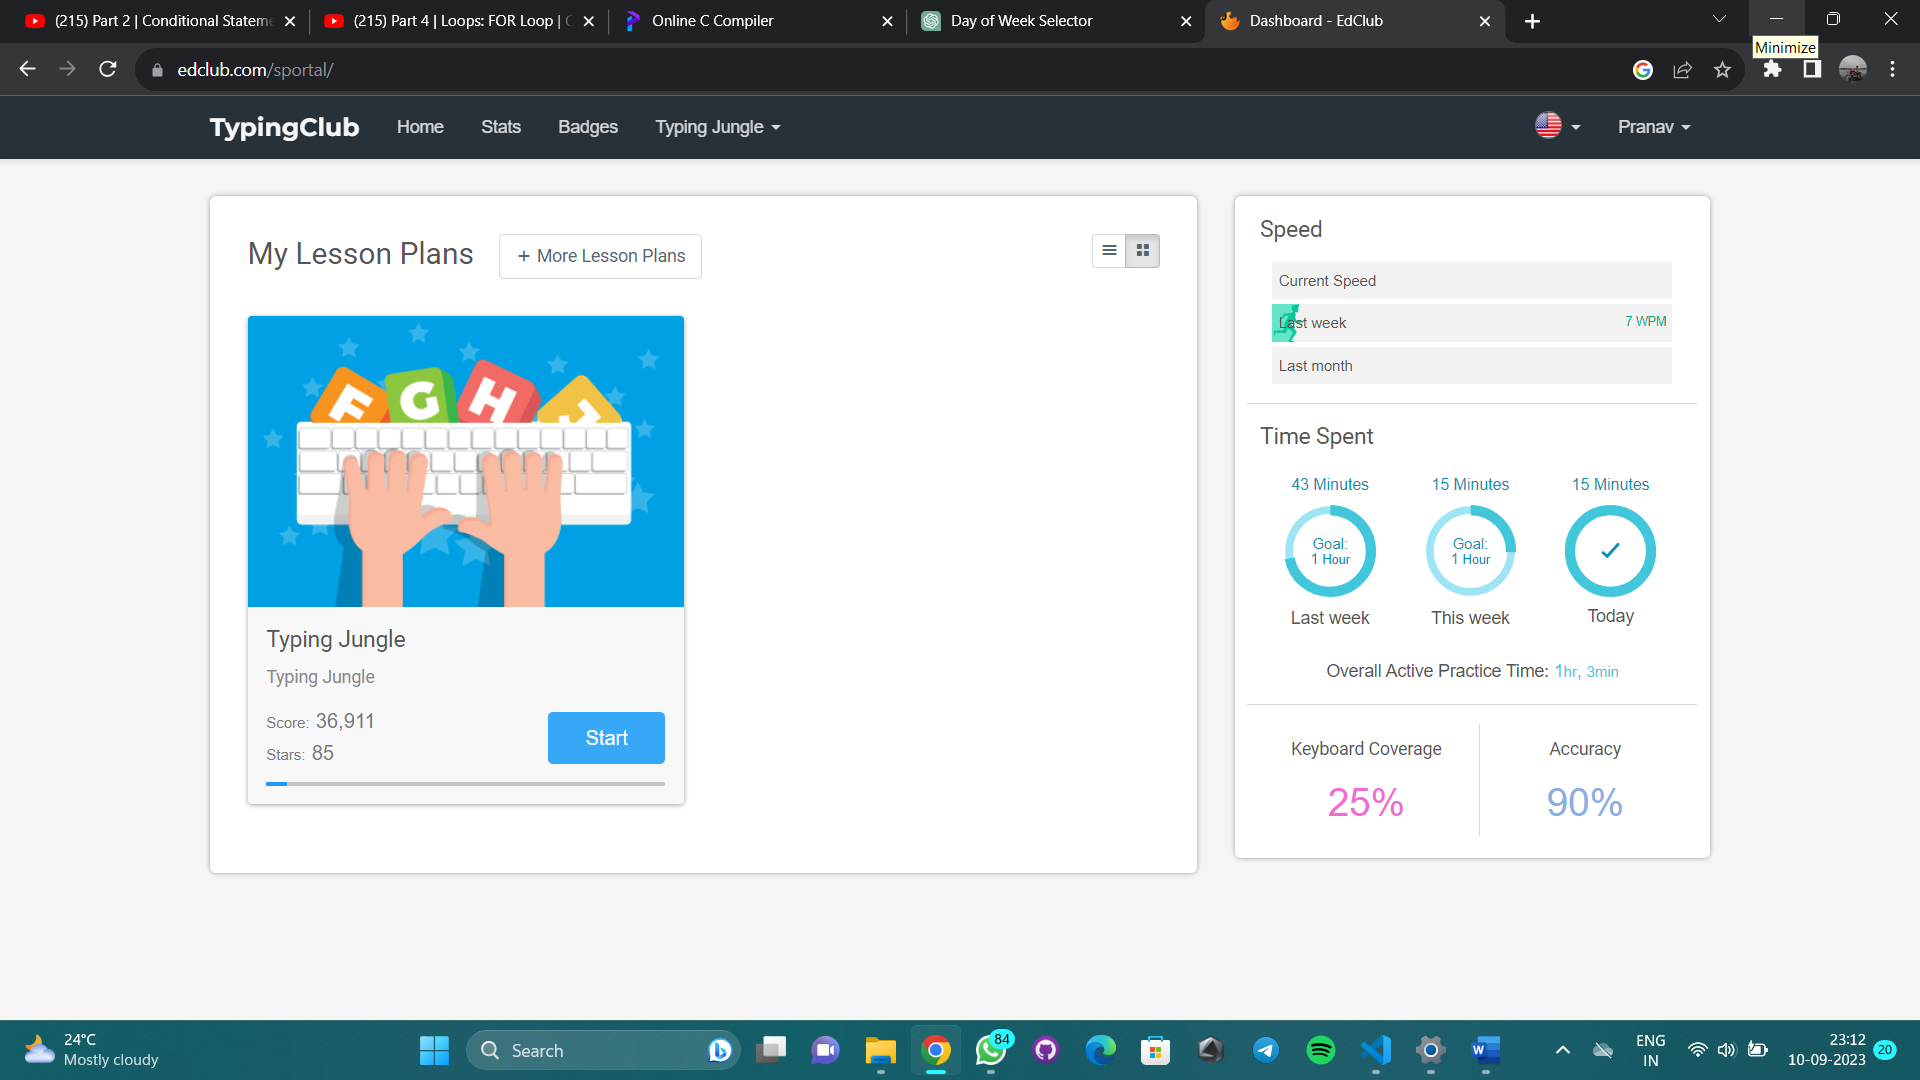 (215) Part 2 | Conditional Stateme
(215) Part 4 | Loops: FOR Loop |
Online C Compiler
Day of Week Selector
Dashboard - EdClub
Minimize
edclub.com/sportal/
TypingClub
Home
Stats
Badges
Typing Jungle
Pranav
My Lesson Plans
+ More Lesson Plans
F G H J
Typing Jungle
Typing Jungle
Score: 36,911
Stars: 85
Start
Speed
Current Speed
Last week
7 WPM
Last month
Time Spent
43 Minutes
15 Minutes
15 Minutes
Goal:
1 Hour
Goal:
1 Hour
Last week
This week
Today
Overall Active Practice Time: 1hr, 3min
Keyboard Coverage
Accuracy
25%
90%
24°C
Mostly cloudy
Search
84
W
ENG
IN
23:12
10-09-2023
20